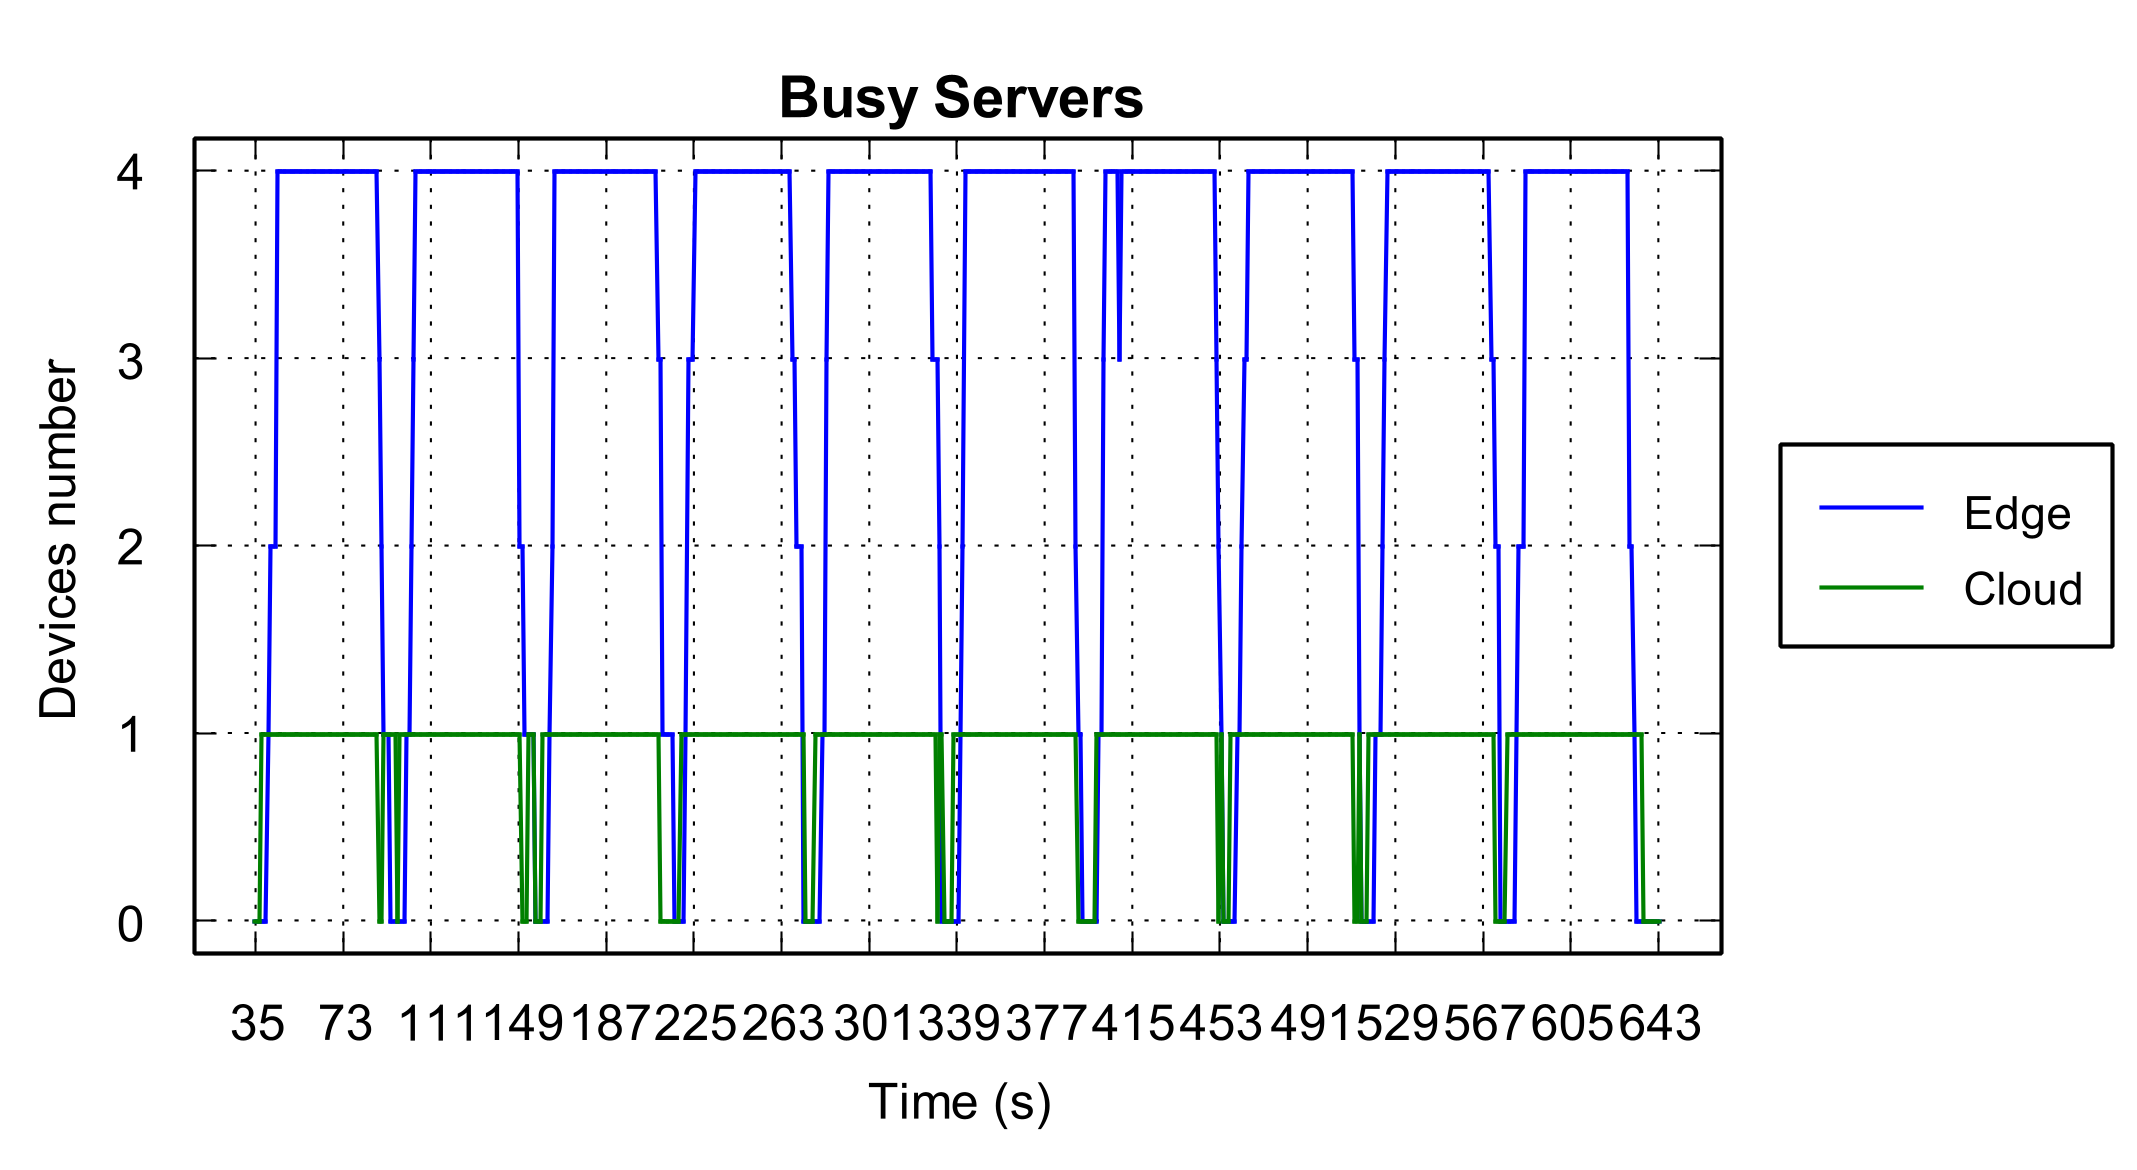 Busy Servers
4
3
2
1
0
Devices number
35 73 111 149 187 225 263 301 339 377 415 453 491 529 567 605 643
Time (s)
Edge
Cloud